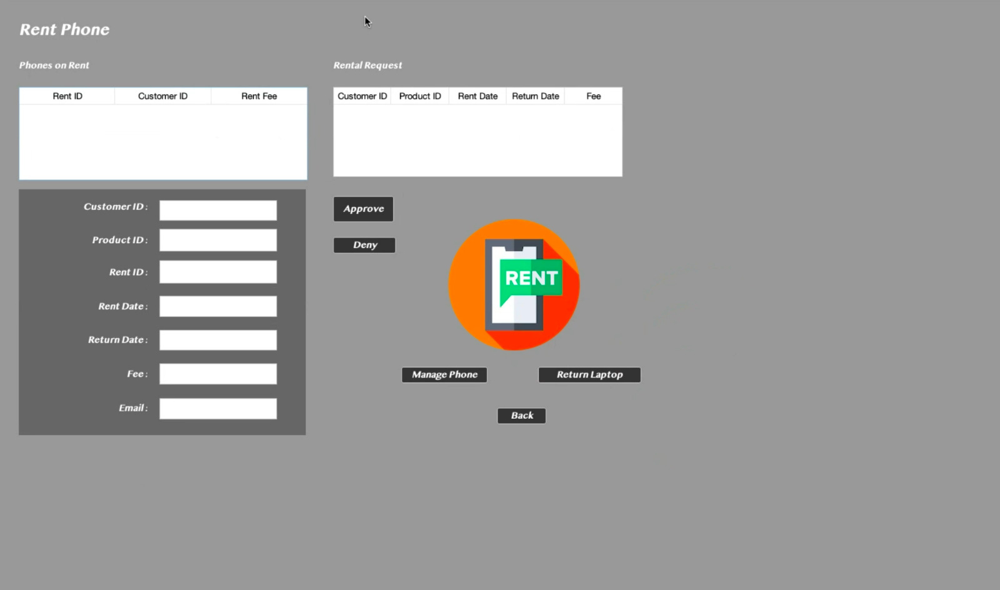 Rent Phone
Phones on Rent
Rent ID Customer ID Rent Fee
Customer ID :
Product ID :
Rent ID :
Rent Date :
Return Date :
Fee :
Email :
Rental Request
Customer ID Product ID Rent Date Return Date Fee
Approve
Deny
RENT
Manage Phone Return Laptop
Back